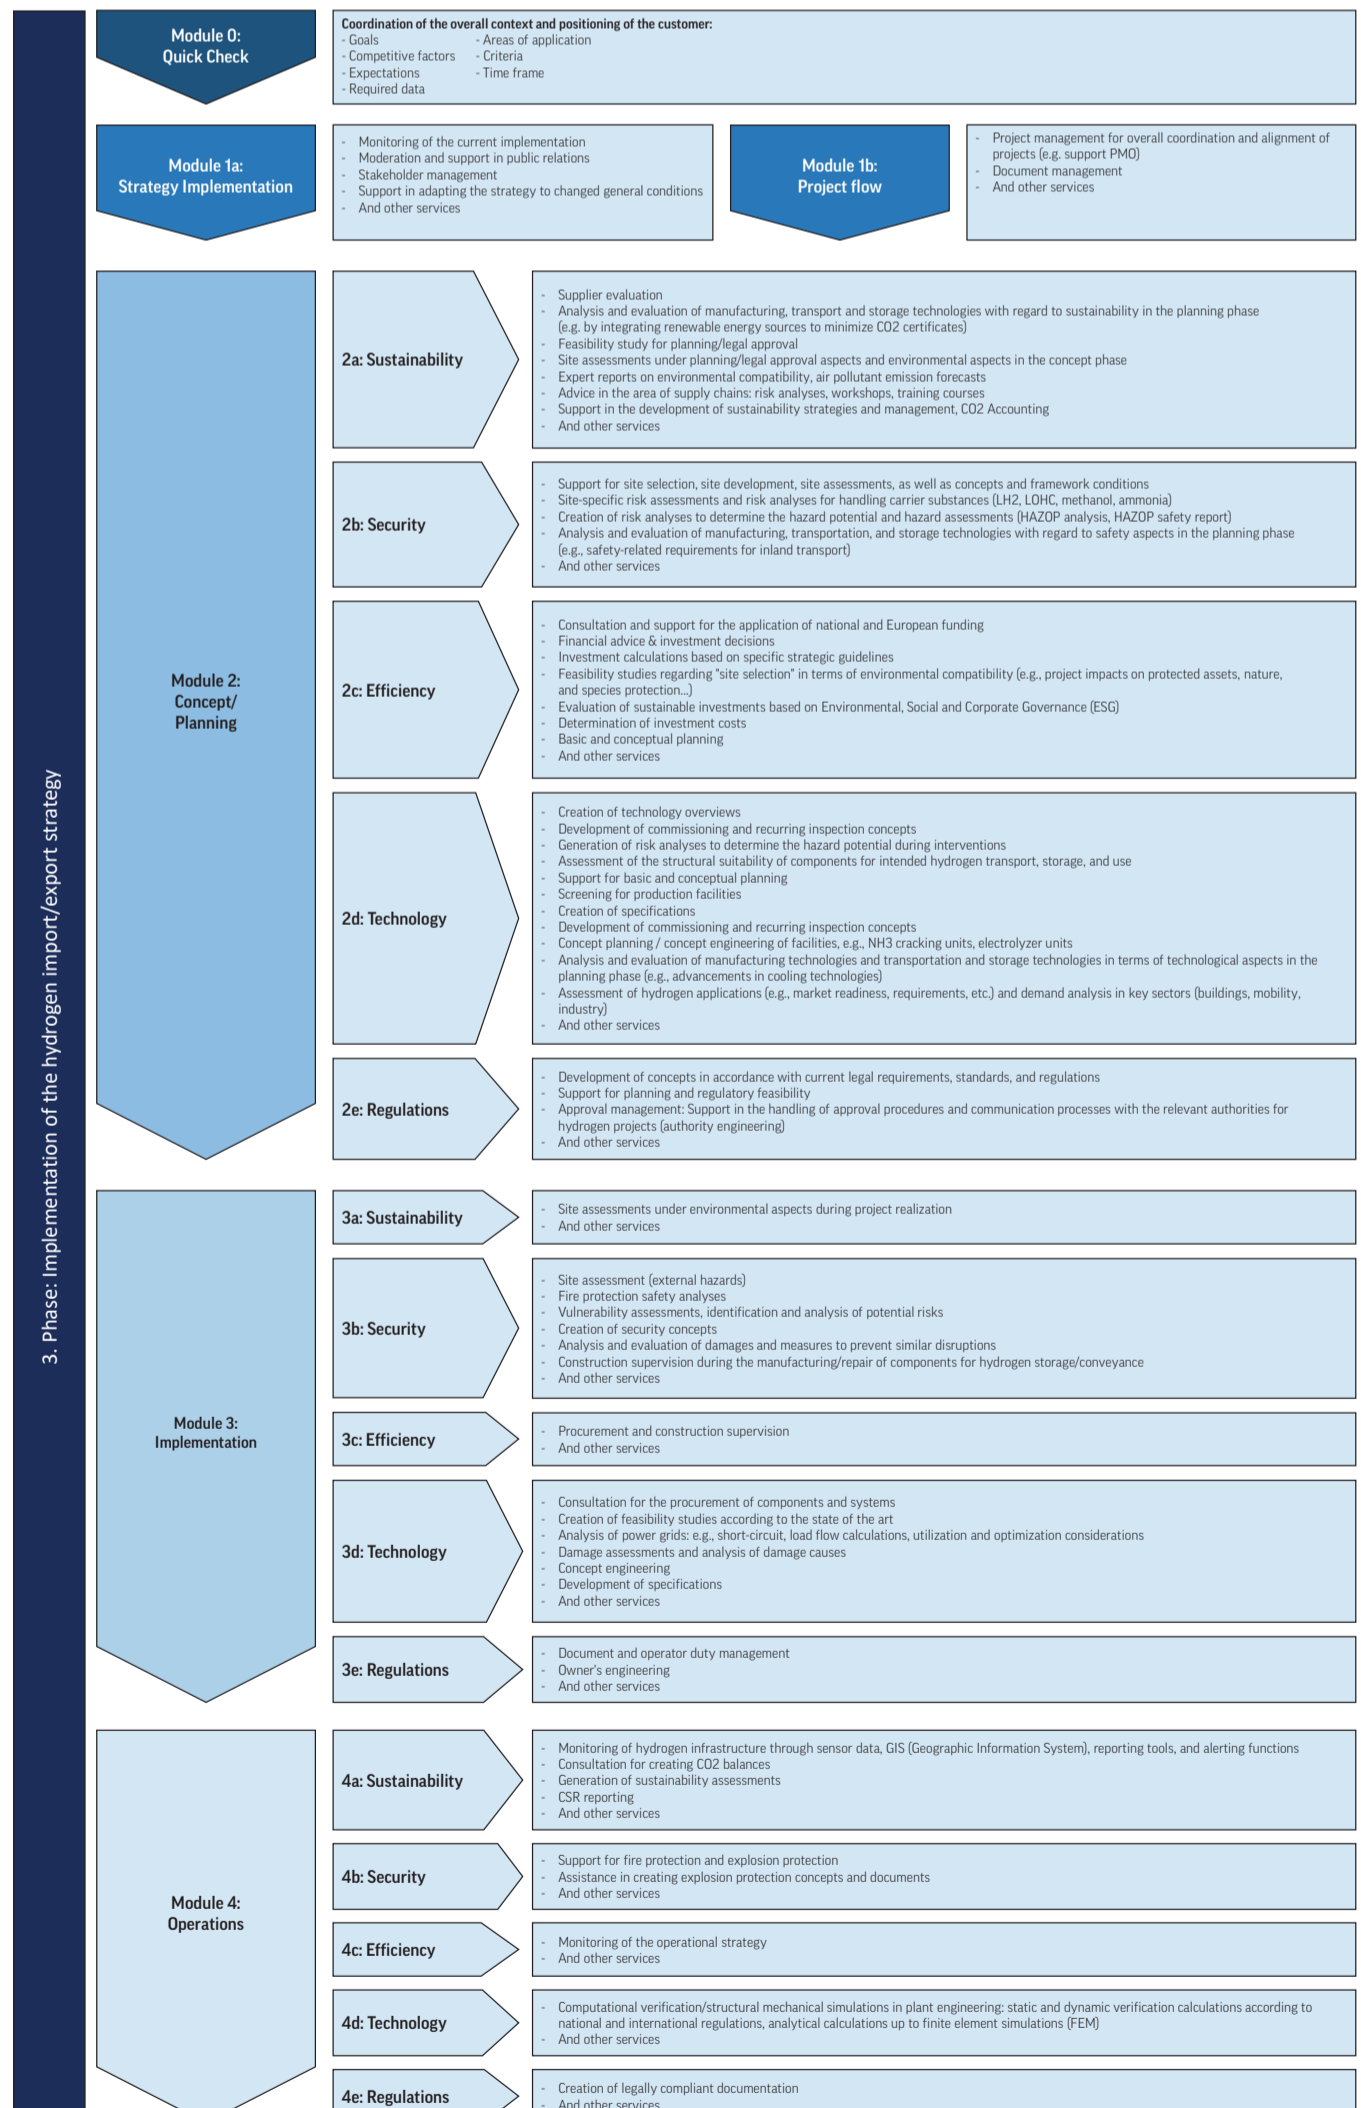 3. Phase: Implementation of the hydrogen import/export strategy
Module 0:
Quick Check
Coordination of the overall context and positioning of the customer:
- Goals - Areas of application
- Competitive factors - Criteria
- Expectations - Time frame
- Required data
Module 1a:
Strategy Implementation
- Monitoring of the current implementation
- Moderation and support in public relations
- Stakeholder management
- Support in adapting the strategy to changed general conditions
- And other services
Module 1b:
Project flow
- Project management for overall coordination and alignment of
projects (e.g. support PMO)
- Document management
- And other services
Module 2:
Concept/
Planning
2a: Sustainability
- Supplier evaluation
- Analysis and evaluation of manufacturing, transport and storage technologies with regard to sustainability in the planning phase
(e.g. by integrating renewable energy sources to minimize CO2 certificates)
- Feasibility study for planning/legal approval
- Site assessments under planning/legal approval aspects and environmental aspects in the concept phase
- Expert reports on environmental compatibility, air pollutant emission forecasts
- Advice in the area of supply chains: risk analyses, workshops, training courses
- Support in the development of sustainability strategies and management, CO2 Accounting
- And other services
2b: Security
- Support for site selection, site development, site assessments, as well as concepts and framework conditions
- Site-specific risk assessments and risk analyses for handling carrier substances (LH2, LOHC, methanol, ammonia)
- Creation of risk analyses to determine the hazard potential and hazard assessments (HAZOP analysis, HAZOP safety report)
- Analysis and evaluation of manufacturing, transportation, and storage technologies with regard to safety aspects in the planning phase
(e.g., safety-related requirements for inland transport)
- And other services
2c: Efficiency
- Consultation and support for the application of national and European funding
- Financial advice & investment decisions
- Investment calculations based on specific strategic guidelines
- Feasibility studies regarding "site selection" in terms of environmental compatibility (e.g., project impacts on protected assets, nature,
and species protection...)
- Evaluation of sustainable investments based on Environmental, Social and Corporate Governance (ESG)
- Determination of investment costs
- Basic and conceptual planning
- And other services
2d: Technology
- Creation of technology overviews
- Development of commissioning and recurring inspection concepts
- Generation of risk analyses to determine the hazard potential during interventions
- Assessment of the structural suitability of components for intended hydrogen transport, storage, and use
- Support for basic and conceptual planning
- Screening for production facilities
- Creation of specifications
- Development of commissioning and recurring inspection concepts
- Concept planning / concept engineering of facilities, e.g., NH3 cracking units, electrolyzer units
- Analysis and evaluation of manufacturing technologies and transportation and storage technologies in terms of technological aspects in the
planning phase (e.g., advancements in cooling technologies)
- Assessment of hydrogen applications (e.g., market readiness, requirements, etc.) and demand analysis in key sectors (buildings, mobility,
industry)
- And other services
2e: Regulations
- Development of concepts in accordance with current legal requirements, standards, and regulations
- Support for planning and regulatory feasibility
- Approval management: Support in the handling of approval procedures and communication processes with the relevant authorities for
hydrogen projects (authority engineering)
- And other services
Module 3:
Implementation
3a: Sustainability
- Site assessments under environmental aspects during project realization
- And other services
3b: Security
- Site assessment (external hazards)
- Fire protection safety analyses
- Vulnerability assessments, identification and analysis of potential risks
- Creation of security concepts
- Analysis and evaluation of damages and measures to prevent similar disruptions
- Construction supervision during the manufacturing/repair of components for hydrogen storage/conveyance
- And other services
3c: Efficiency
- Procurement and construction supervision
- And other services
3d: Technology
- Consultation for the procurement of components and systems
- Creation of feasibility studies according to the state of the art
- Analysis of power grids: e.g., short-circuit, load flow calculations, utilization and optimization considerations
- Damage assessments and analysis of damage causes
- Concept engineering
- Development of specifications
- And other services
3e: Regulations
- Document and operator duty management
- Owner's engineering
- And other services
Module 4:
Operations
4a: Sustainability
- Monitoring of hydrogen infrastructure through sensor data, GIS (Geographic Information System), reporting tools, and alerting functions
- Consultation for creating CO2 balances
- Generation of sustainability assessments
- CSR reporting
- And other services
4b: Security
- Support for fire protection and explosion protection
- Assistance in creating explosion protection concepts and documents
- And other services
4c: Efficiency
- Monitoring of the operational strategy
- And other services
4d: Technology
- Computational verification/structural mechanical simulations in plant engineering: static and dynamic verification calculations according to
national and international regulations, analytical calculations up to finite element simulations (FEM)
- And other services
4e: Regulations
- Creation of legally compliant documentation
- And other services